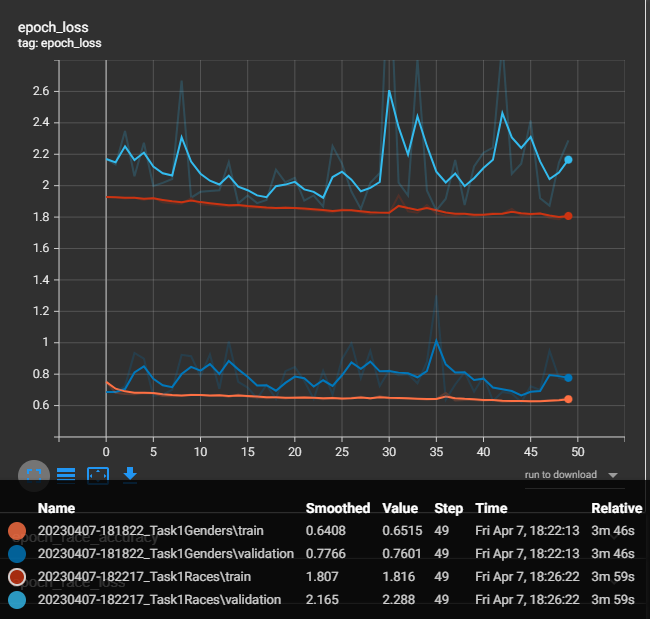 epoch_loss
tag: epoch_loss
2.6
2.4
2.2
2
1.8
1.6
1.4
1.2
1
0.8
0.6
0 5 10 15 20 25 30 35 40 45 50
run to download
Name Smoothed Value Step Time Relative
20230407-181822_Task1Genders\train 0.6408 0.6515 49 Fri Apr 7, 18:22:13 3m 46s
epoch_face_accuracy
20230407-181822_Task1Genders\validation 0.7766 0.7601 49 Fri Apr 7, 18:22:13 3m 46s
20230407-182217_Task1Races\train 1.807 1.816 49 Fri Apr 7, 18:26:22 3m 59s
epoch_face_loss
20230407-182217_Task1Races\validation 2.165 2.288 49 Fri Apr 7, 18:26:22 3m 59s